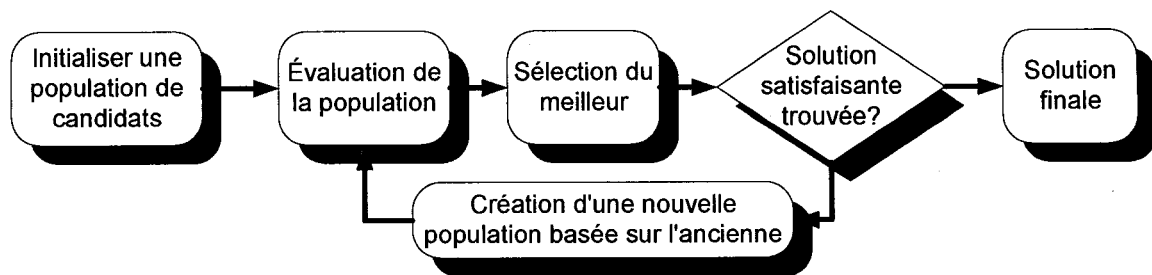 Initialiser une
population de
candidats
Évaluation de
la population
Sélection du
meilleur
Solution
satisfaisante
trouvée?
Solution
finale
Création d'une nouvelle
population basée sur l'ancienne